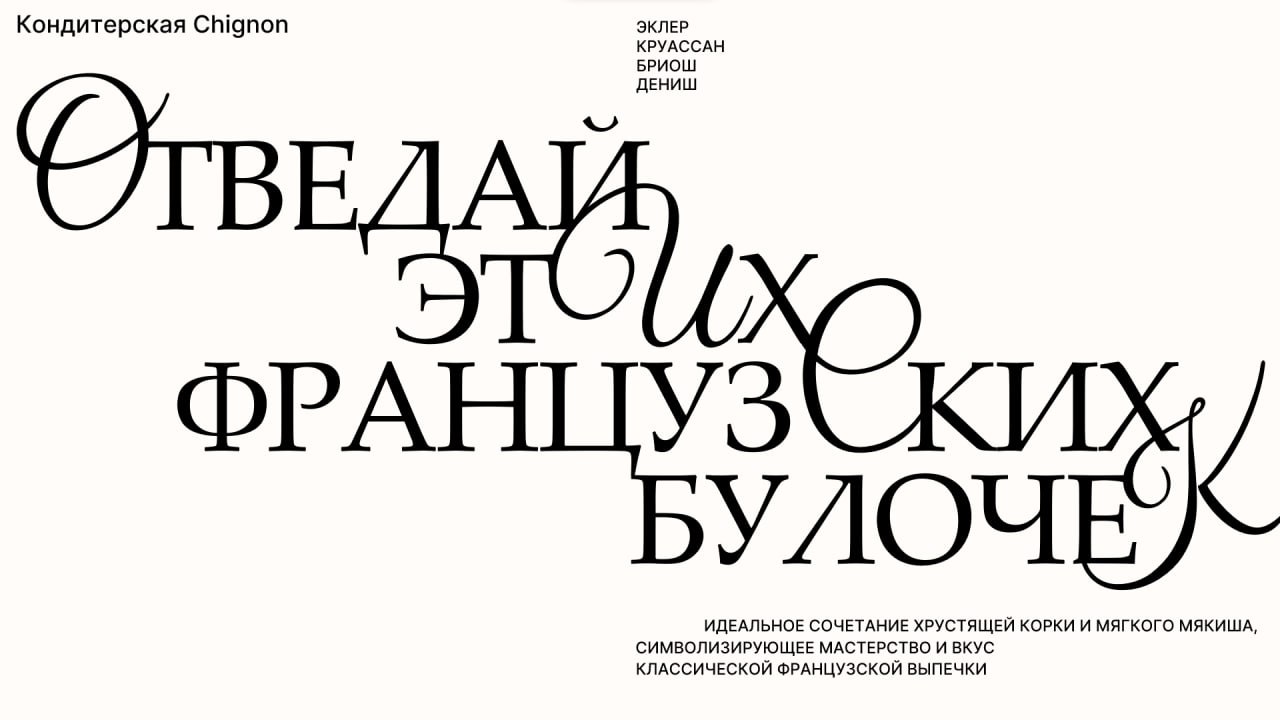 Кондитерская Chignon
ЭКЛЕР
КРУАССАН
БРИОШ
ДЕНИШ
ОТВЕДАЙ
ЭТИХ
ФРАНЦУЗСКИХ
БУЛОЧЕК
ИДЕАЛЬНОЕ СОЧЕТАНИЕ ХРУСТЯЩЕЙ КОРКИ И МЯГКОГО МЯКИША,
СИМВОЛИЗИРУЮЩЕЕ МАСТЕРСТВО И ВКУС
КЛАССИЧЕСКОЙ ФРАНЦУЗСКОЙ ВЫПЕЧКИ